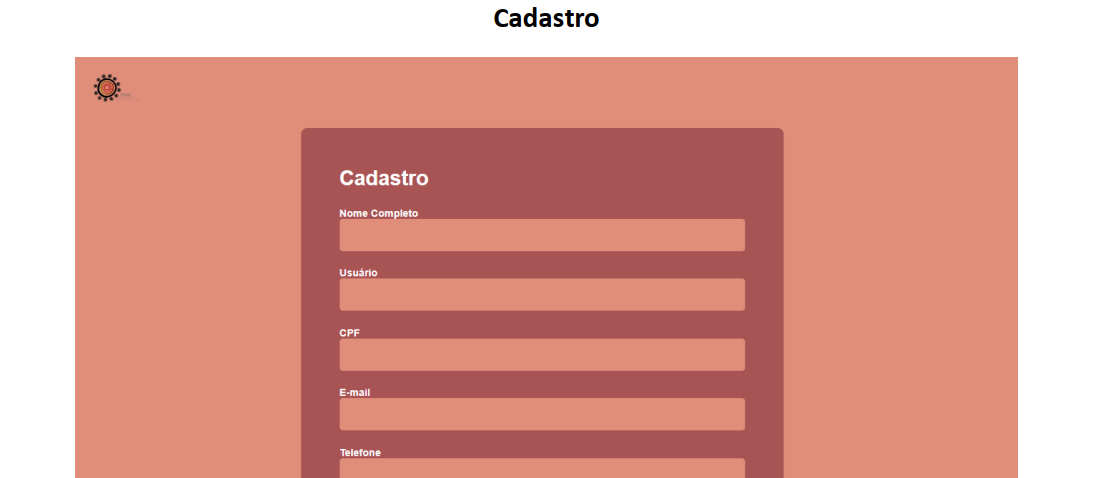 Cadastro
Cadastro
Nome Completo
Usuário
CPF
E-mail
Telefone